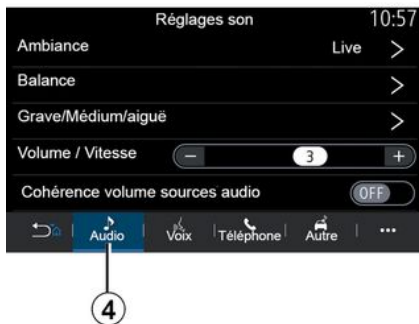 Réglages son 10:57
Ambiance Live >
Balance >
Grave/Médium/aiguë >
Volume / Vitesse − 3 +
Cohérence volume sources audio OFF
Audio Voix Téléphone Autre •••
4